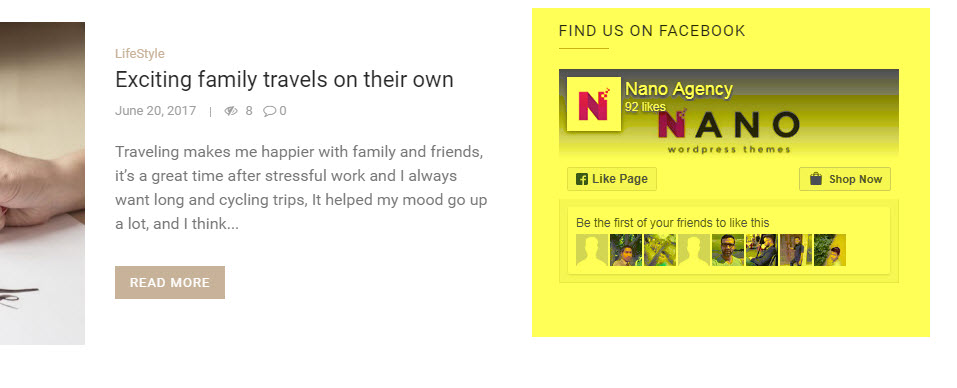 LifeStyle
Exciting family travels on their own
June 20, 2017 | 8 0
Traveling makes me happier with family and friends,
it’s a great time after stressful work and I always
want long and cycling trips, It helped my mood go up
a lot, and I think...
READ MORE
FIND US ON FACEBOOK
N
Nano Agency
92 likes
NANO
wordpress themes
Like Page
Shop Now
Be the first of your friends to like this